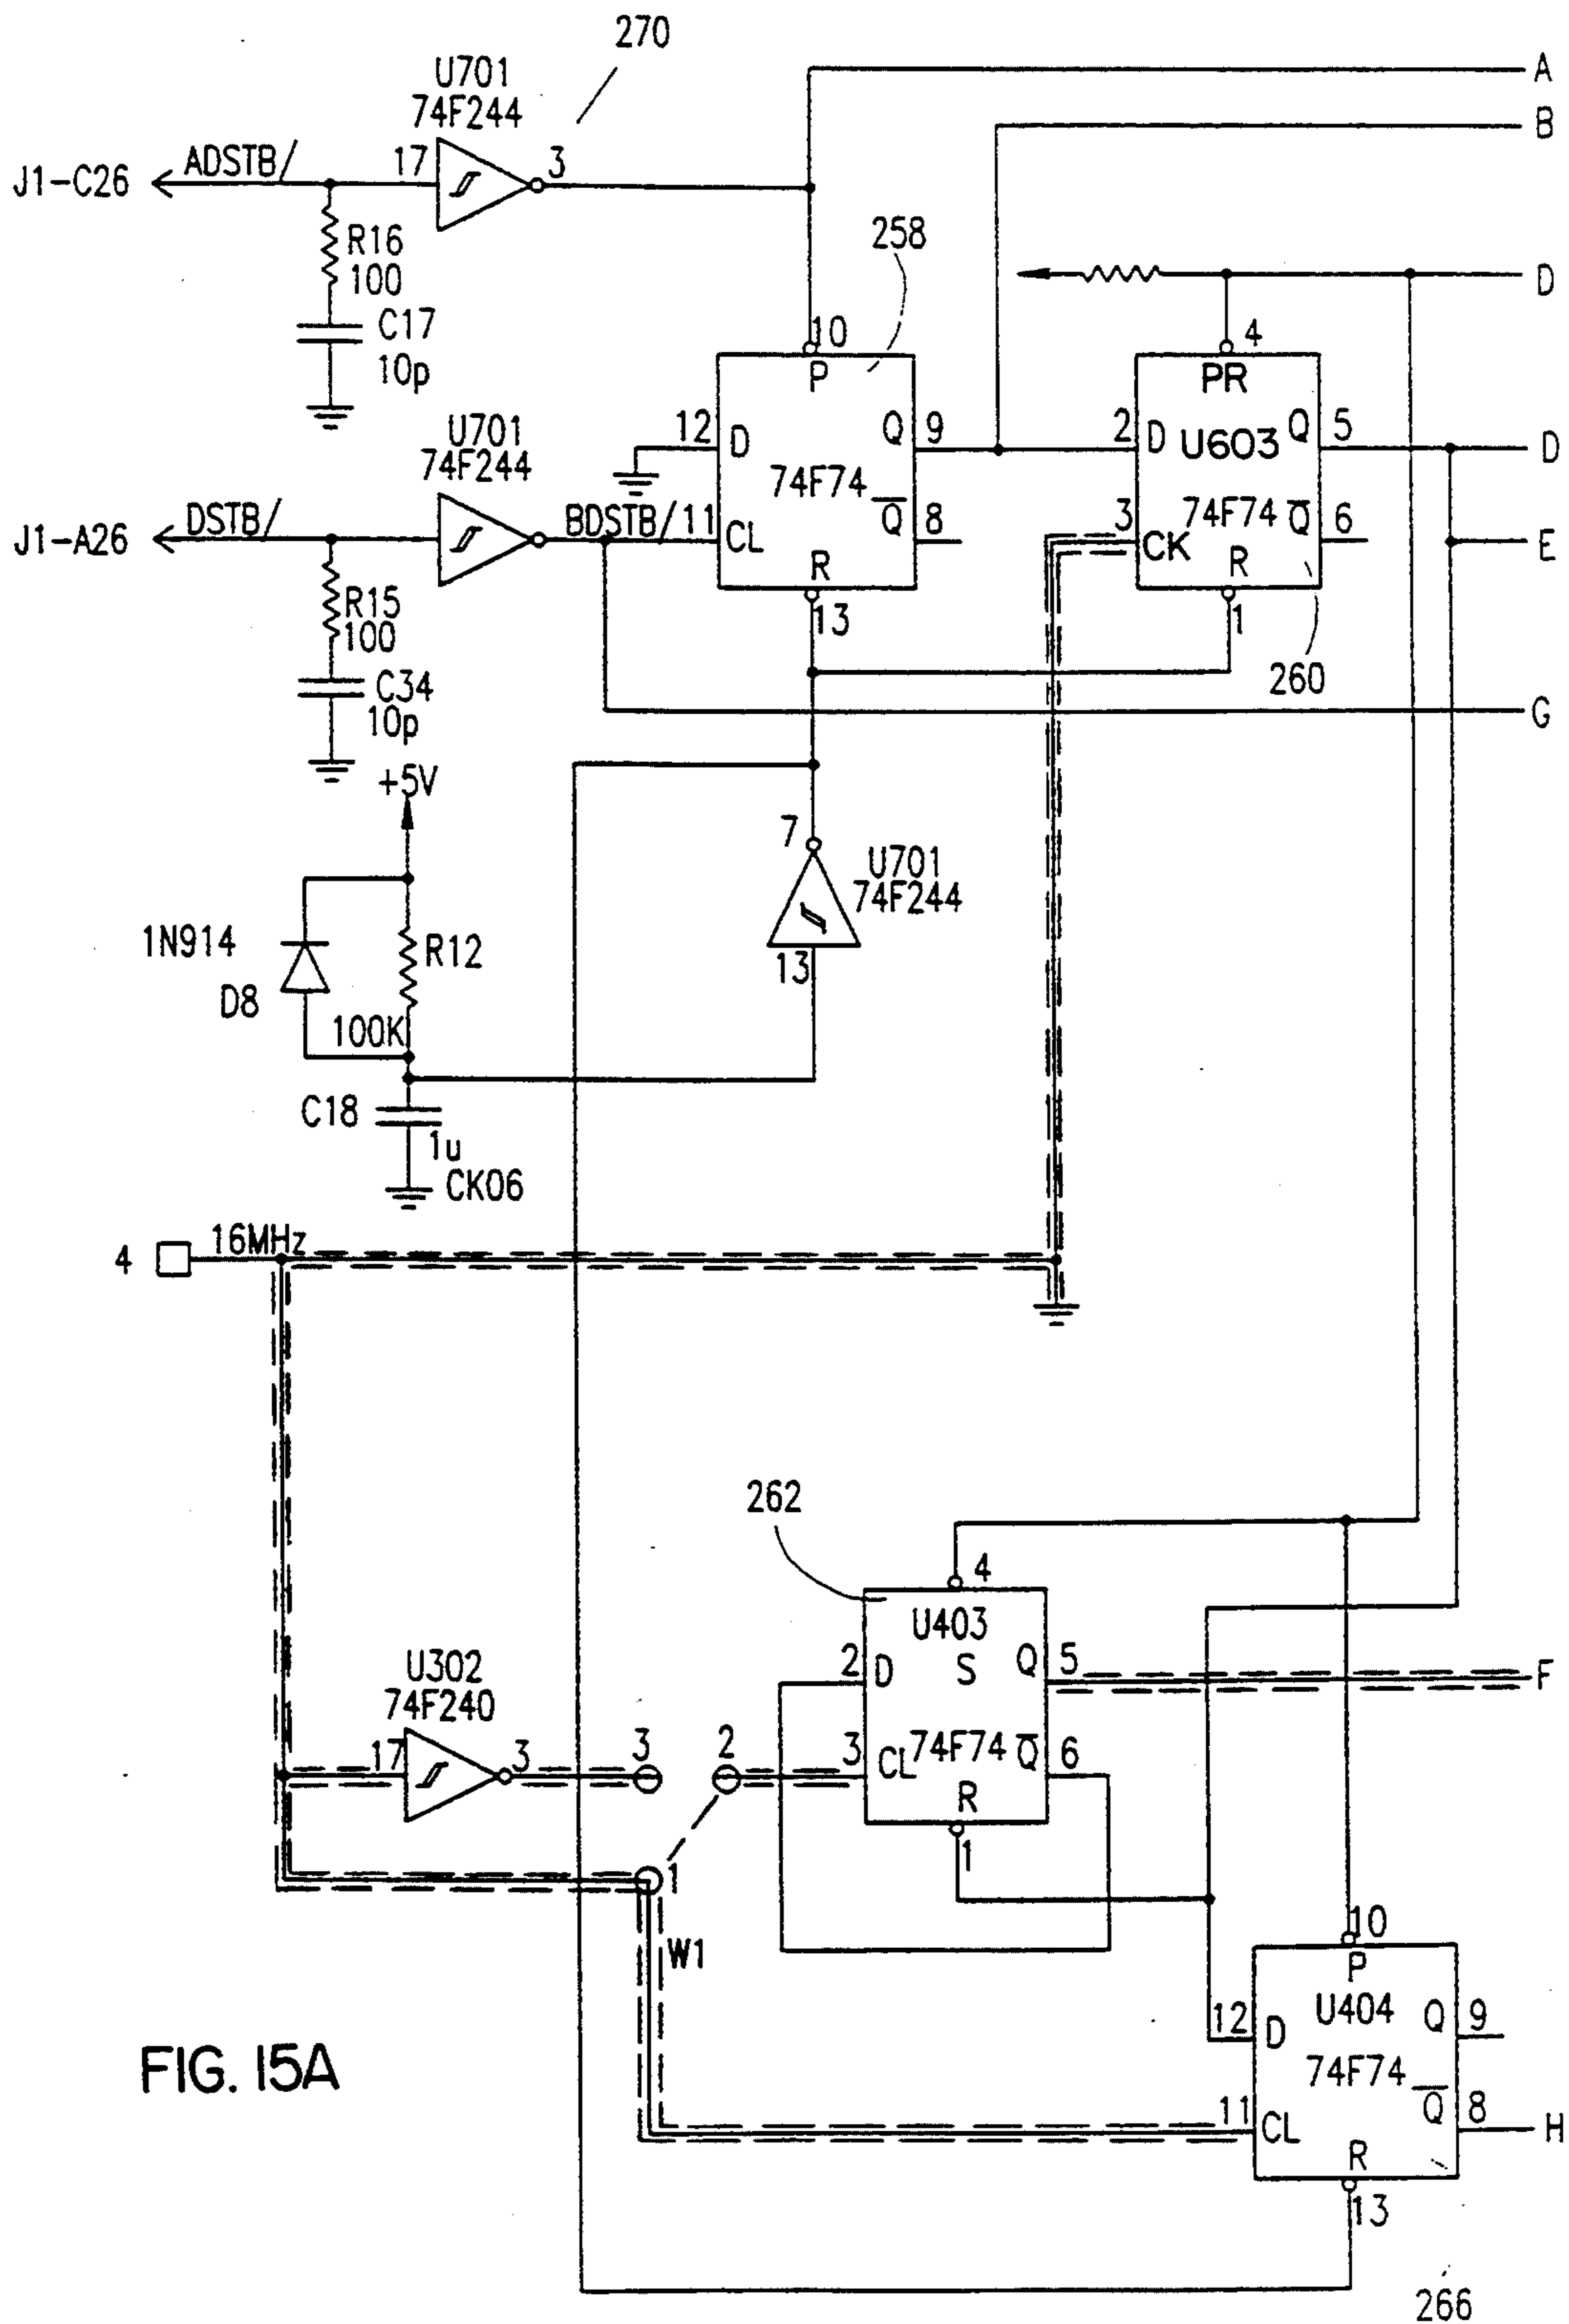 270
U701
74F244
A
B
J1-C26
ADSTB/
17
3
R16
100
C17
10p
258
D
10
P
12
D
Q
9
74F74
Q̅
8
BDSTB/
11
CL
R
13
4
PR
2
D
U603
Q
5
D
3
74F74
Q̅
6
CK
R
1
E
260
U701
74F244
J1-A26
DSTB/
R15
100
C34
10p
G
+5V
7
U701
74F244
13
1N914
D8
R12
100K
C18
1u
CK06
4
16MHz
262
4
U403
2
D
S
Q
5
F
3
CL
74F74
Q̅
6
R
1
U302
74F240
17
3
3
2
1
W1
10
P
U404
12
D
Q
9
74F74
Q̅
8
11
CL
H
R
13
266
FIG. 15A